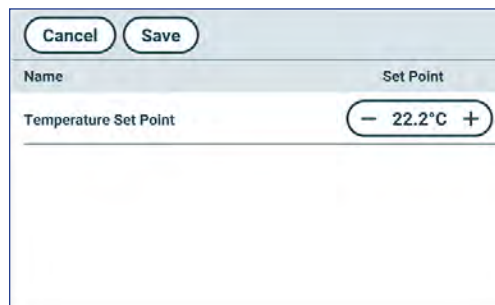 Cancel Save
Name Set Point
Temperature Set Point − 22.2°C +